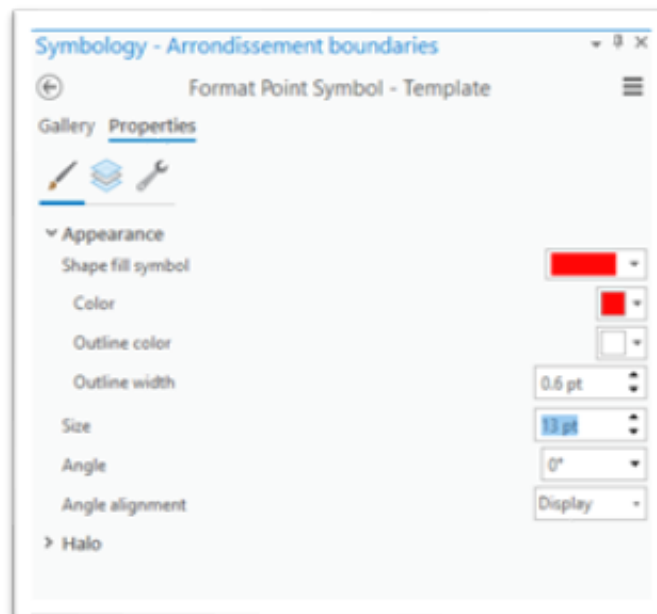 Symbology - Arrondissement boundaries
Format Point Symbol - Template
Gallery Properties
Appearance
Shape fill symbol
Color
Outline color
Outline width 0.6 pt
Size 13 pt
Angle 0°
Angle alignment Display
Halo